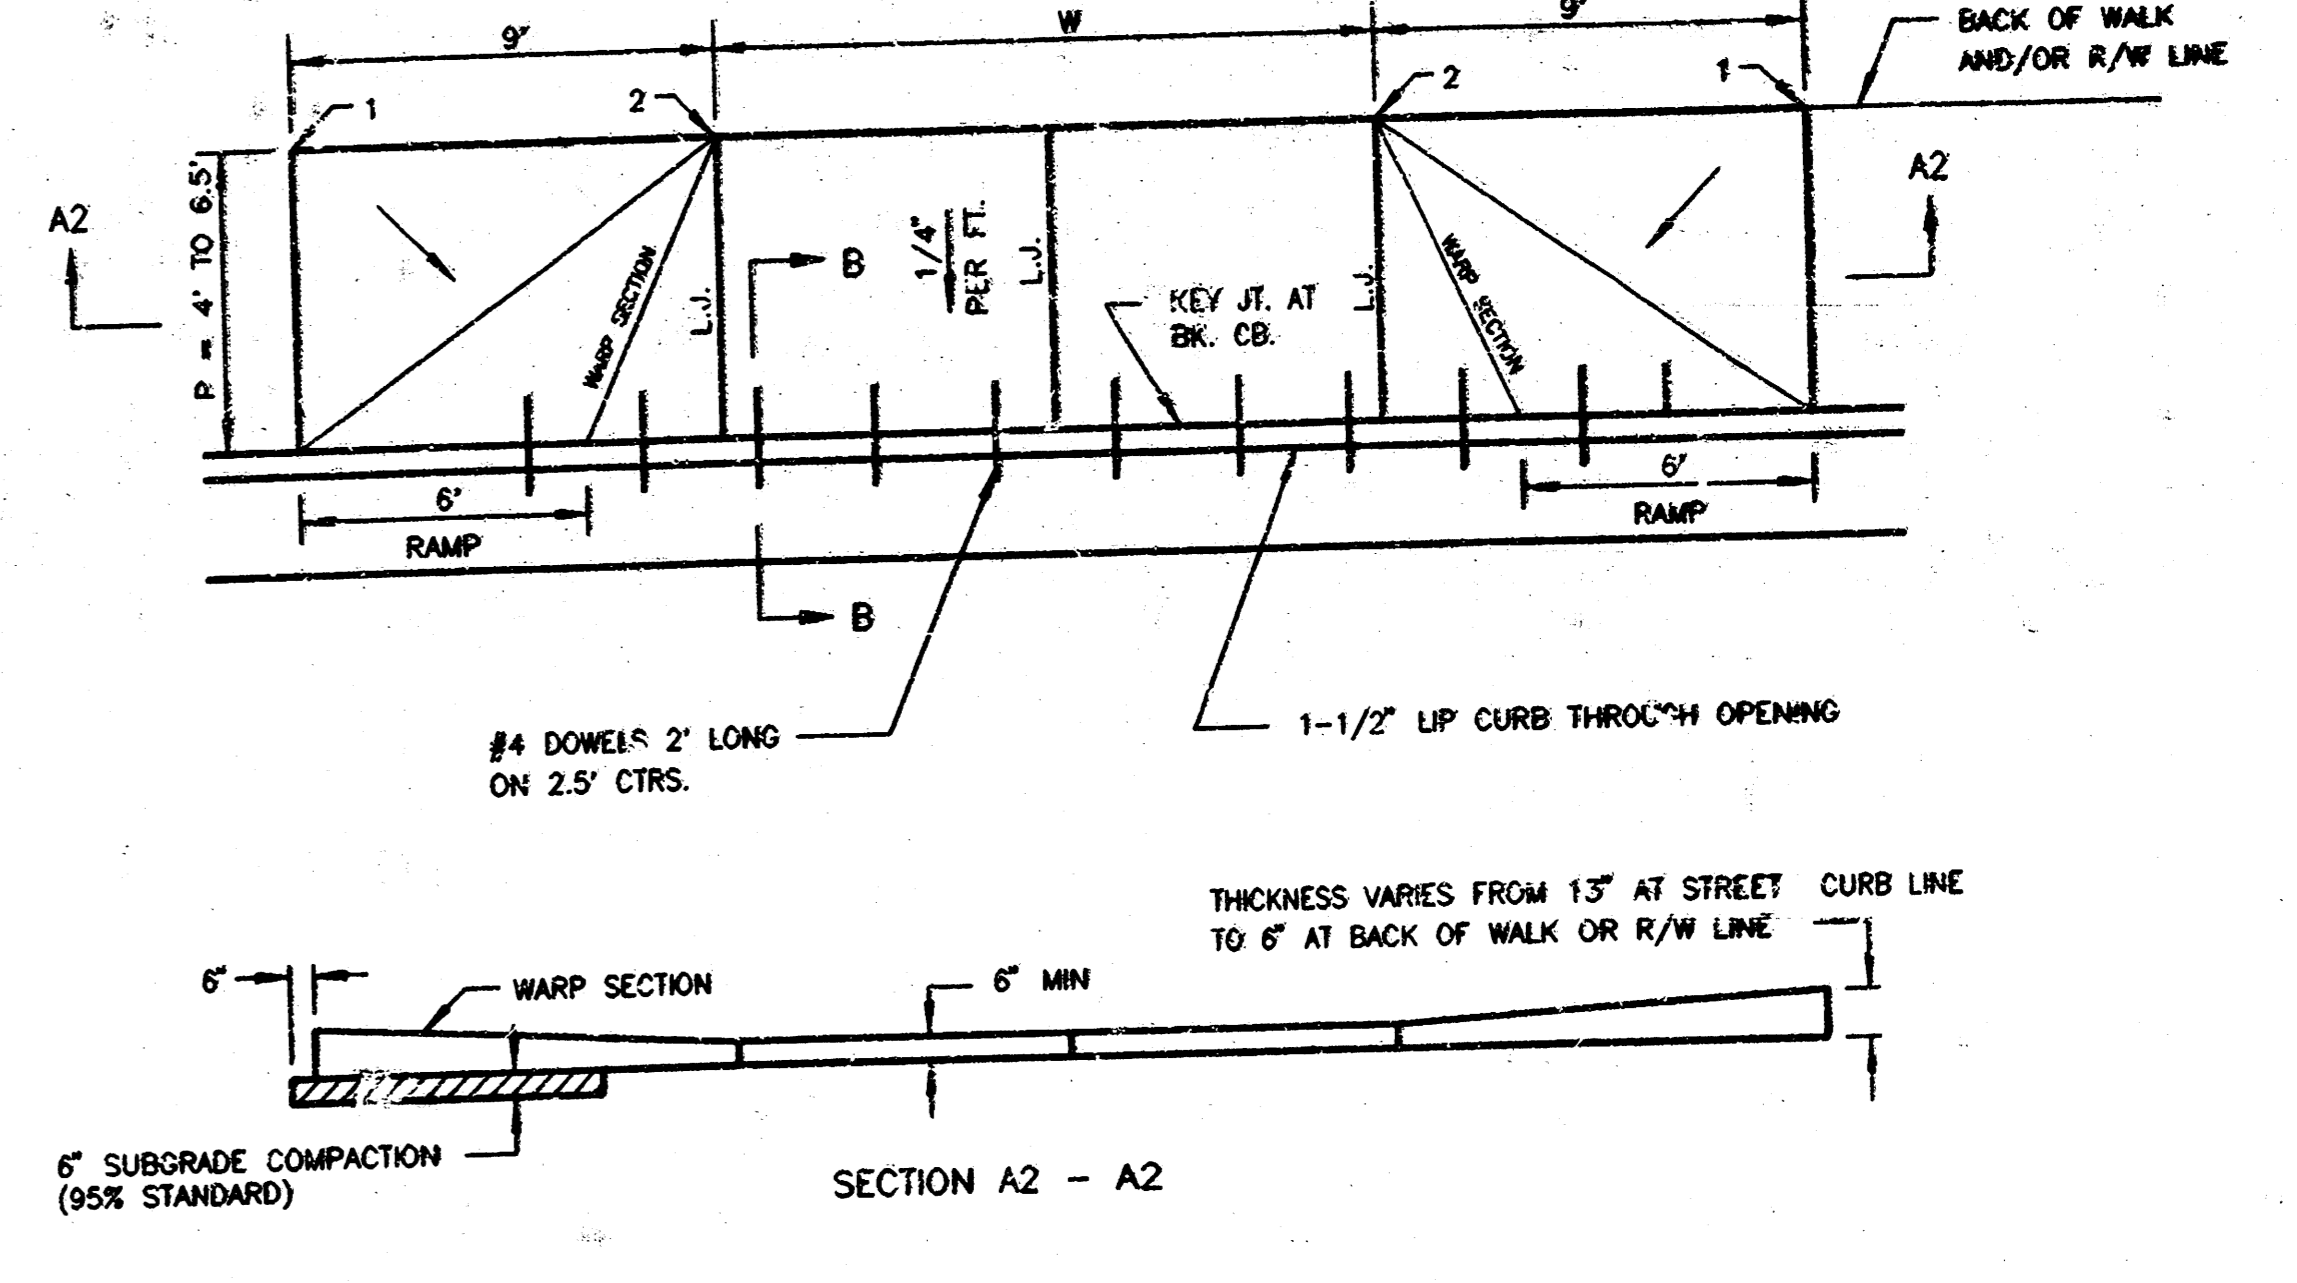 9'
W
9'
BACK OF WALK
AND/OR R/W LINE
1
2
2
1
A2
P = 4' TO 6.5'
WARP SECTION
L.J.
B
1/4"
PER FT.
L.J.
KEY JT. AT
BK. CB.
L.J.
WARP SECTION
A2
6'
RAMP
6'
RAMP
B
#4 DOWELS 2' LONG
ON 2.5' CTRS.
1-1/2" LIP CURB THROUGH OPENING
THICKNESS VARIES FROM 13" AT STREET CURB LINE
TO 6" AT BACK OF WALK OR R/W LINE
6"
WARP SECTION
6" MIN
6" SUBGRADE COMPACTION
(95% STANDARD)
SECTION A2 - A2